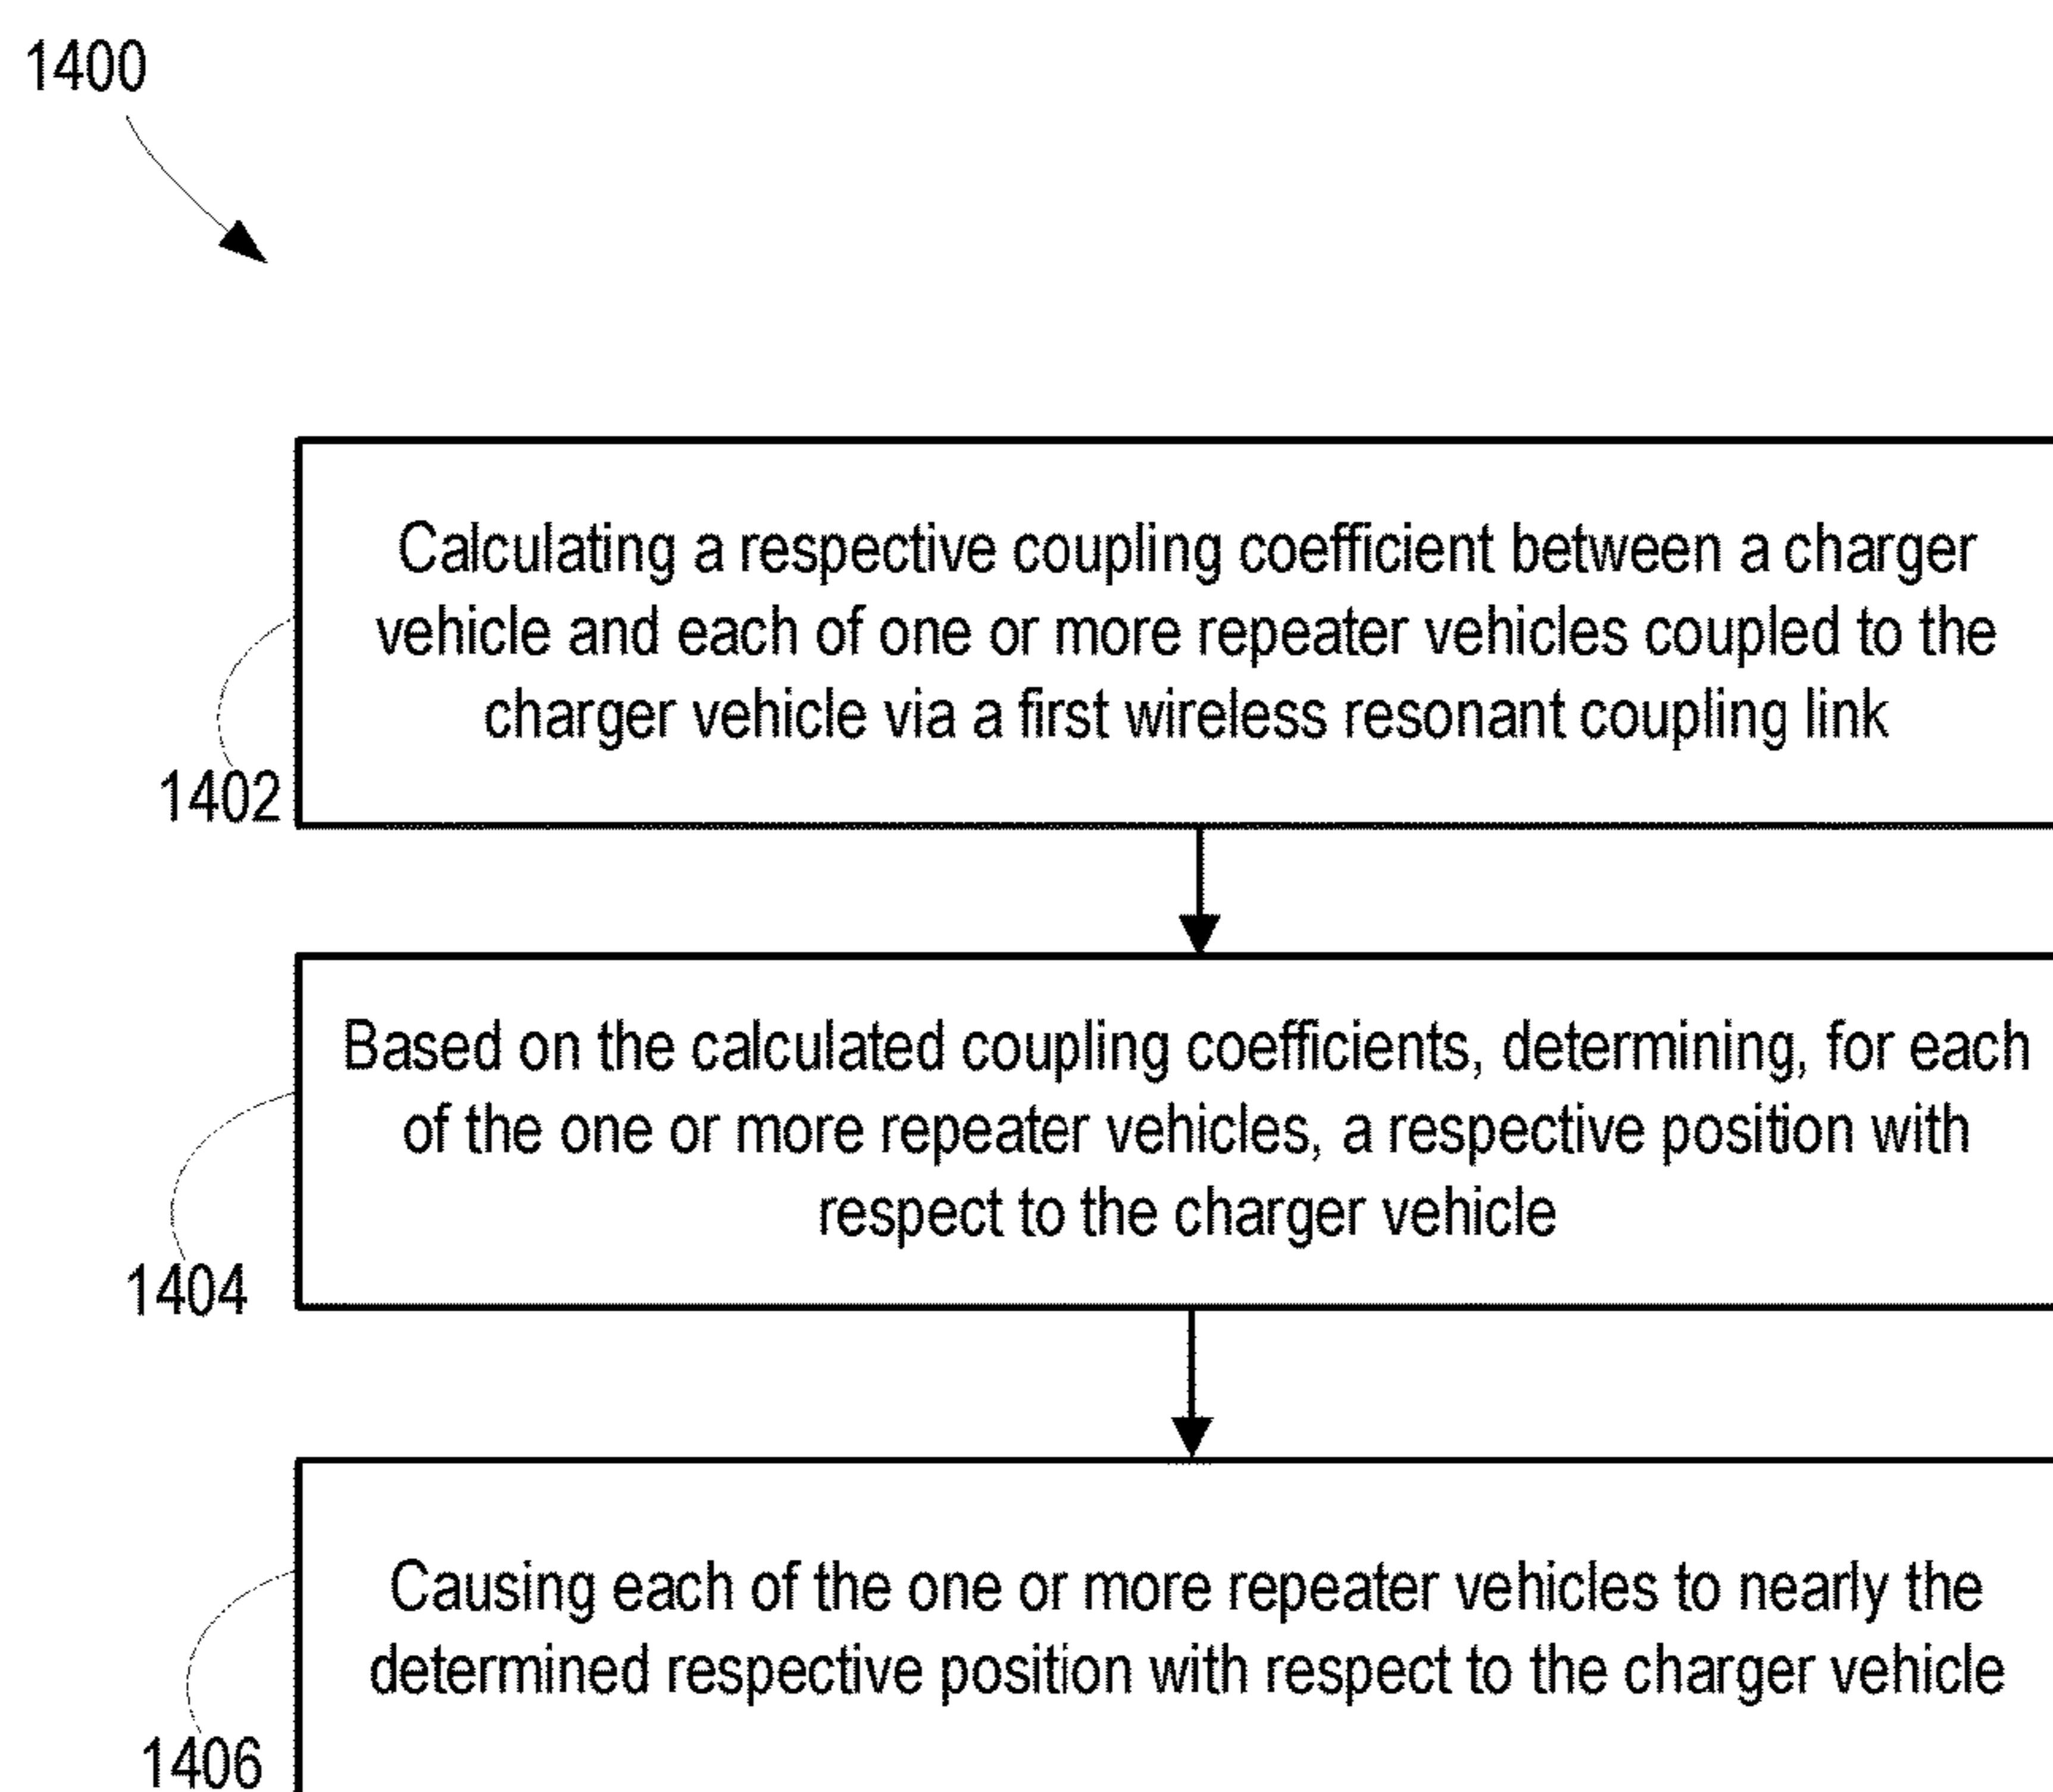 1400
Calculating a respective coupling coefficient between a charger
vehicle and each of one or more repeater vehicles coupled to the
charger vehicle via a first wireless resonant coupling link
1402
Based on the calculated coupling coefficients, determining, for each
of the one or more repeater vehicles, a respective position with
respect to the charger vehicle
1404
Causing each of the one or more repeater vehicles to nearly the
determined respective position with respect to the charger vehicle
1406